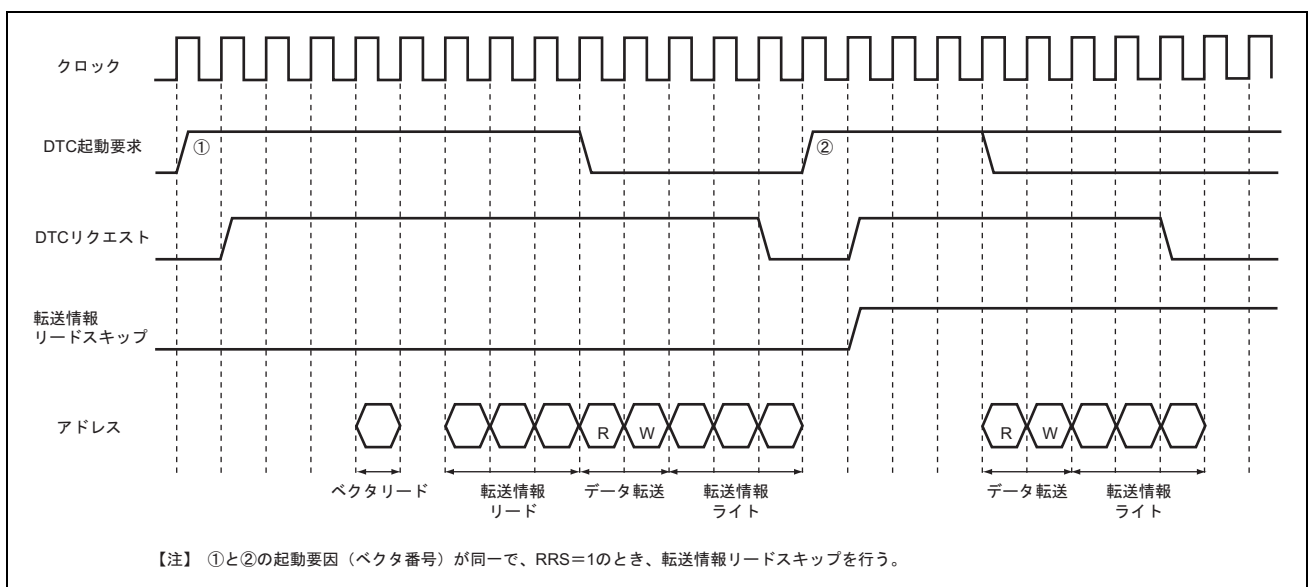 クロック
DTC起動要求
①
②
DTCリクエスト
転送情報
リードスキップ
アドレス
R
W
R
W
ベクタリード
転送情報
リード
データ転送
転送情報
ライト
データ転送
転送情報
ライト
【注】 ①と②の起動要因（ベクタ番号）が同一で、RRS＝1のとき、転送情報リードスキップを行う。